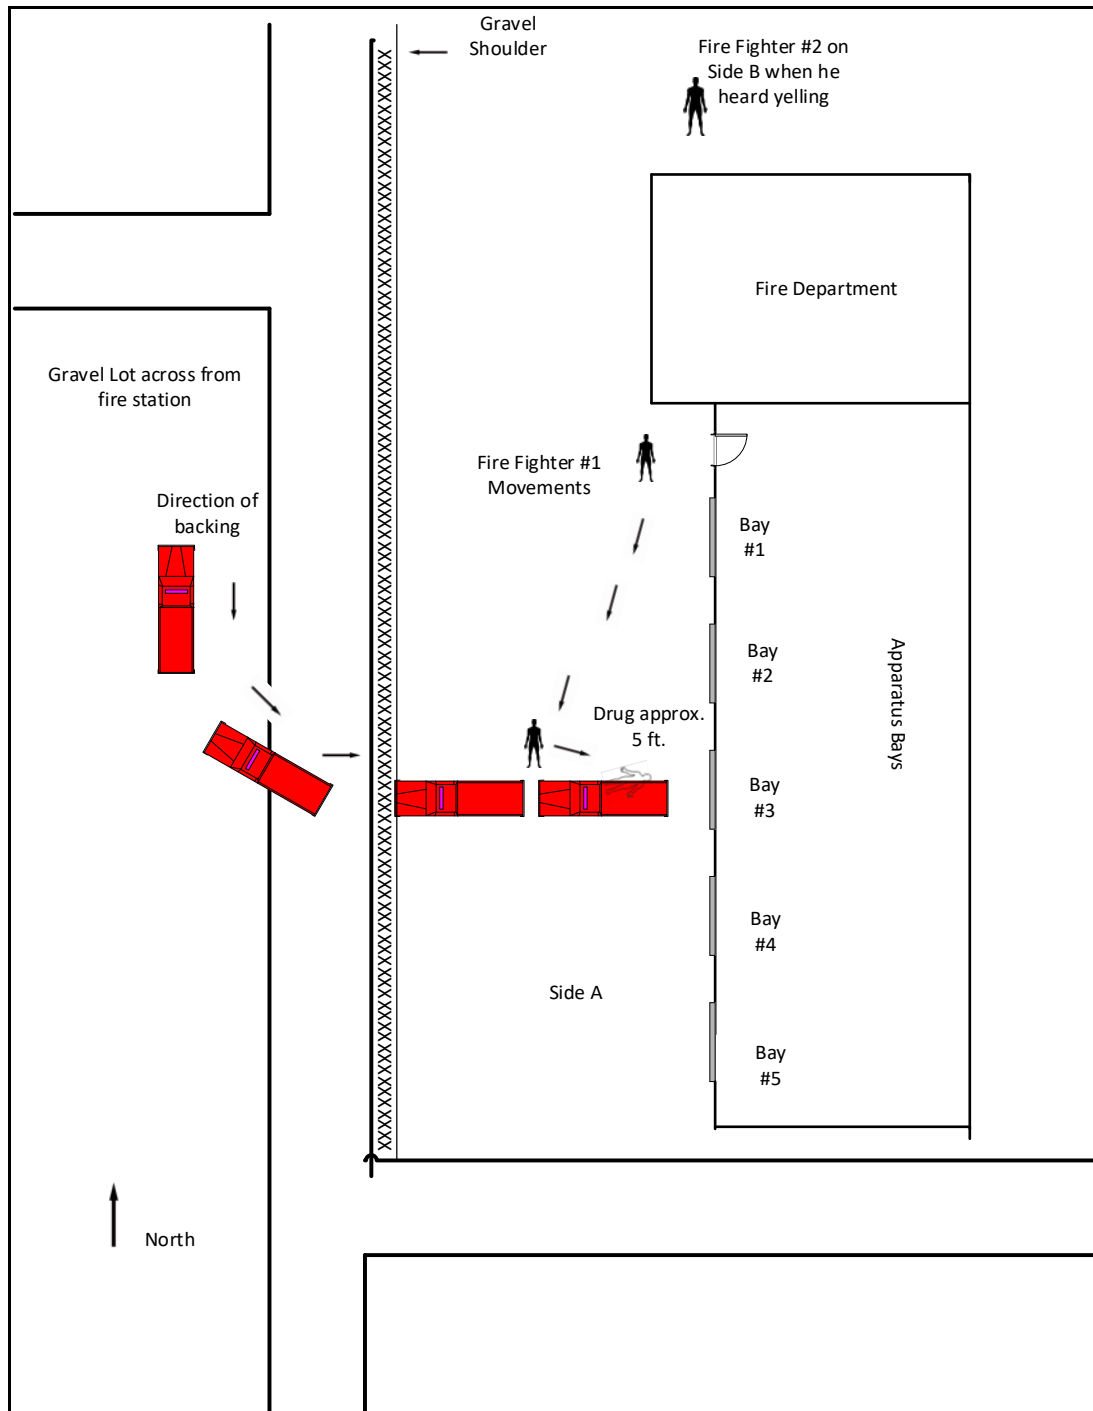 Gravel
Shoulder
Fire Fighter #2 on
Side B when he
heard yelling
Fire Department
Gravel Lot across from
fire station
Fire Fighter #1
Movements
Direction of
backing
Bay
#1
Bay
#2
Apparatus Bays
Drug approx.
5 ft.
Bay
#3
Bay
#4
Side A
Bay
#5
North